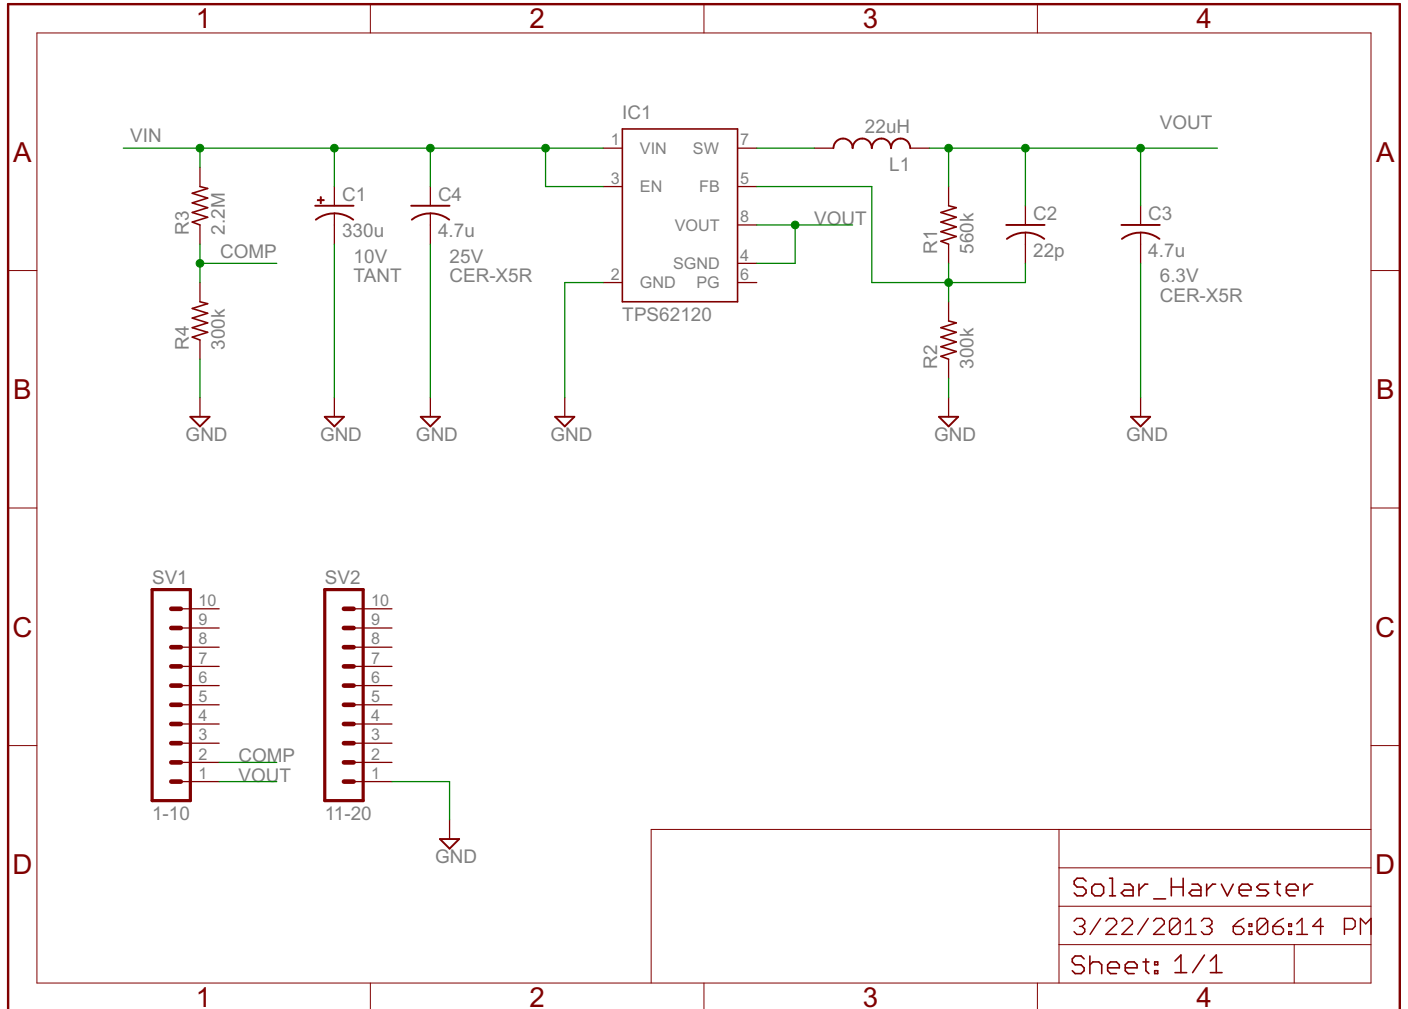 1 2 3 4
A A
B B
C C
D D
VIN
R3
2.2M
COMP
R4
300k
GND
C1
330u
10V
TANT
GND
C4
4.7u
25V
CER-X5R
GND
IC1
1 VIN SW 7
3 EN FB 5
VOUT 8
SGND 4
2 GND PG 6
TPS62120
GND
VOUT
22uH
L1
R1
560k
C2
22p
R2
300k
GND
VOUT
C3
4.7u
6.3V
CER-X5R
GND
SV1
10
9
8
7
6
5
4
3
2 COMP
1 VOUT
1-10
SV2
10
9
8
7
6
5
4
3
2
1
11-20
GND
Solar_Harvester
3/22/2013 6:06:14 PM
Sheet: 1/1
1 2 3 4